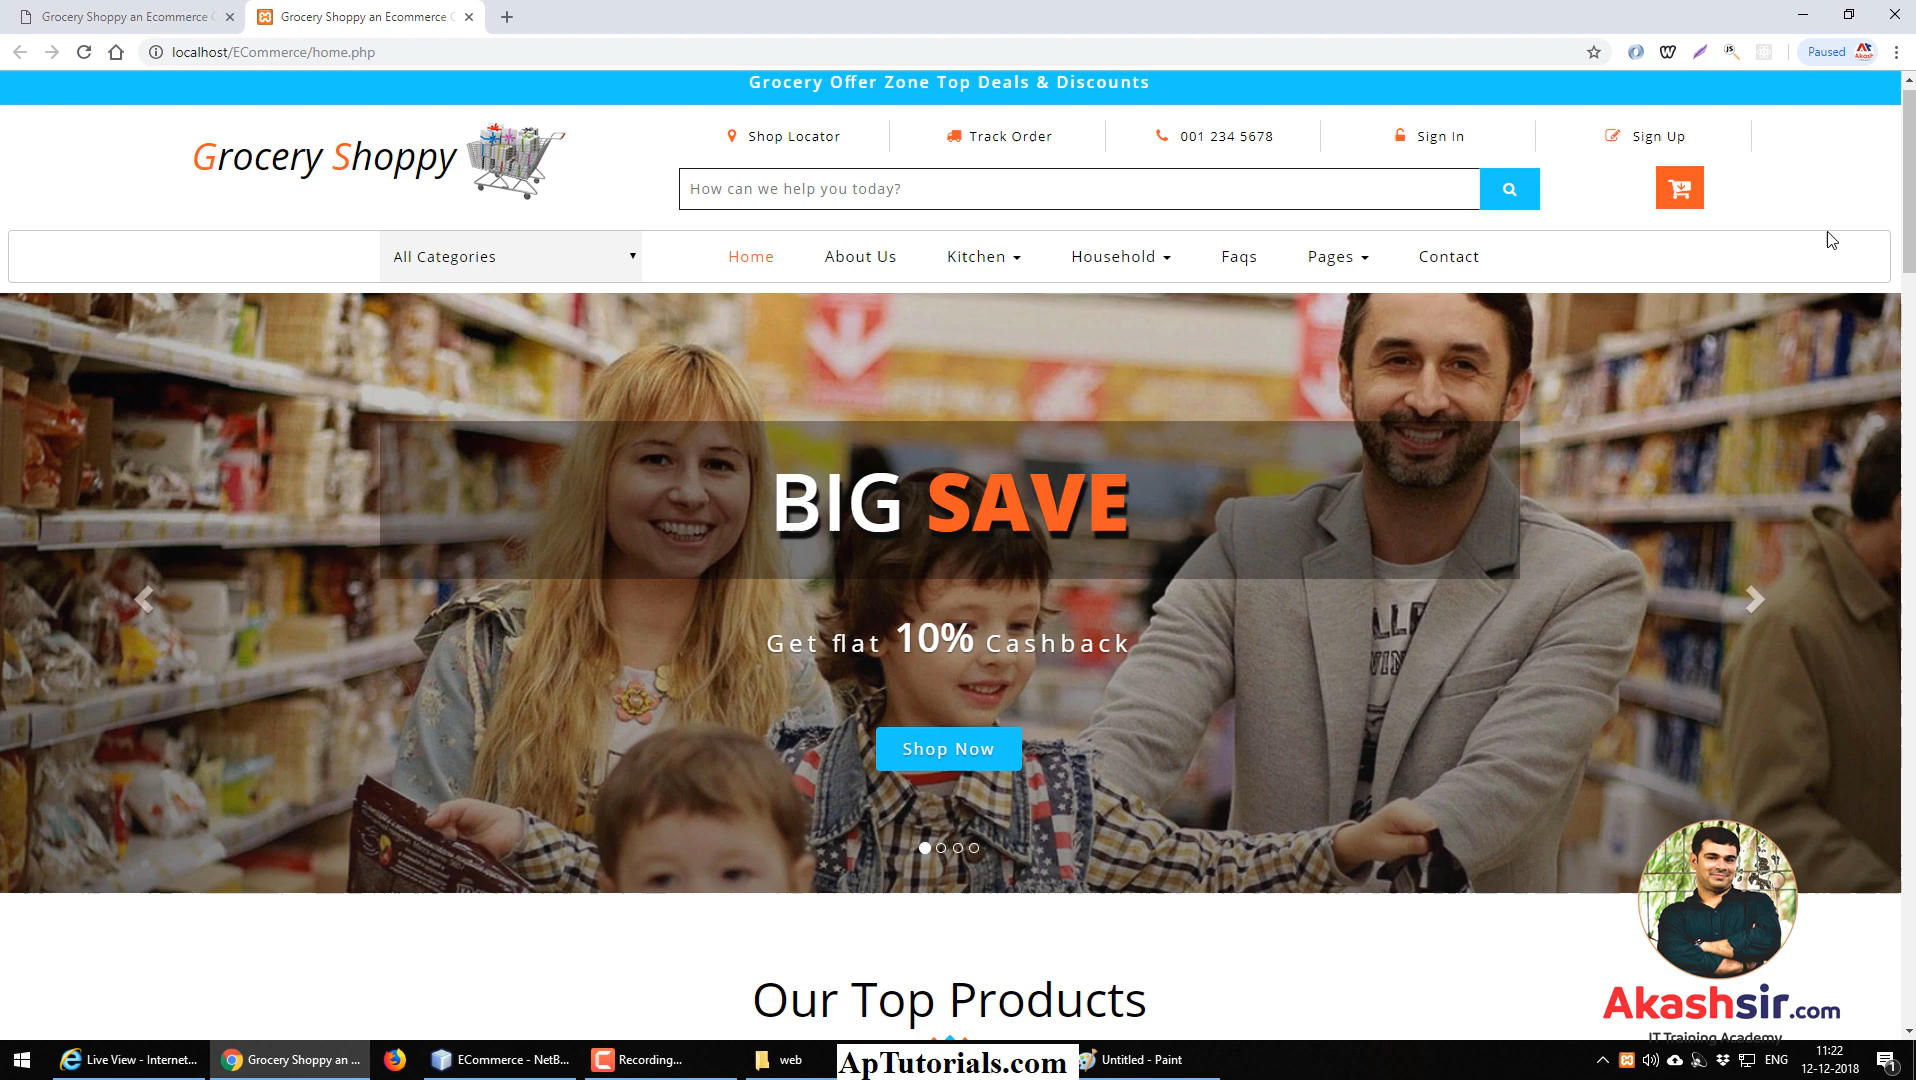 Grocery Shoppy an Ecommerce
Grocery Shoppy an Ecommerce
localhost/ECommerce/home.php
Paused
Grocery Offer Zone Top Deals & Discounts
Grocery Shoppy
Shop Locator
Track Order
001 234 5678
Sign In
Sign Up
How can we help you today?
All Categories
Home
About Us
Kitchen
Household
Faqs
Pages
Contact
BIG SAVE
Get flat 10% Cashback
Shop Now
Our Top Products
Akashsir.com
IT Training Academy
Live View - Internet...
Grocery Shoppy an ...
ECommerce - NetB...
Recording...
web
ApTutorials.com
Untitled - Paint
ENG
11:22
12-12-2018